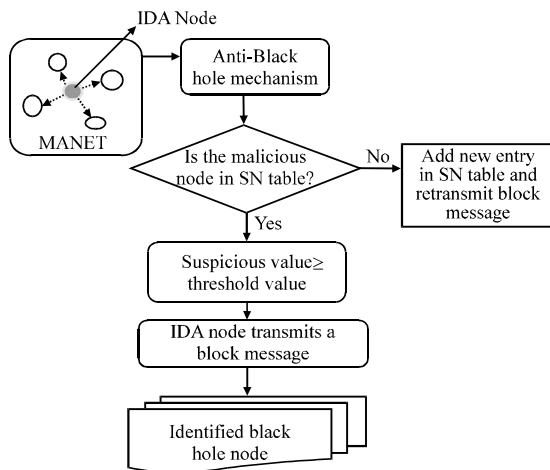 IDA Node
MANET
Anti-Black
hole mechanism
Is the malicious
node in SN table?
No
Add new entry
in SN table and
retransmit block
message
Yes
Suspicious value≥
threshold value
IDA node transmits a
block message
Identified black
hole node